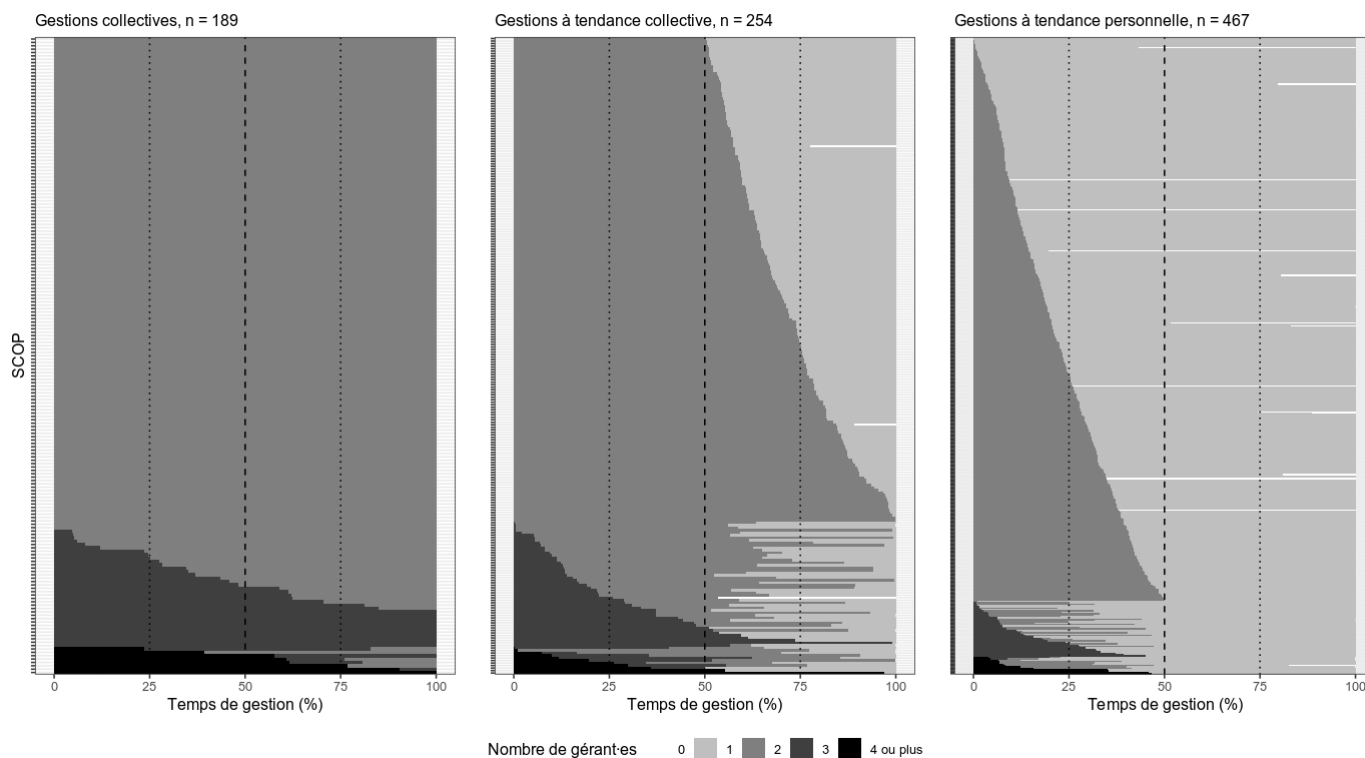 Gestions collectives, n = 189
Gestions à tendance collective, n = 254
Gestions à tendance personnelle, n = 467
SCOP
0 25 50 75 100
0 25 50 75 100
0 25 50 75 100
Temps de gestion (%)
Temps de gestion (%)
Temps de gestion (%)
Nombre de gérant·es 0 1 2 3 4 ou plus